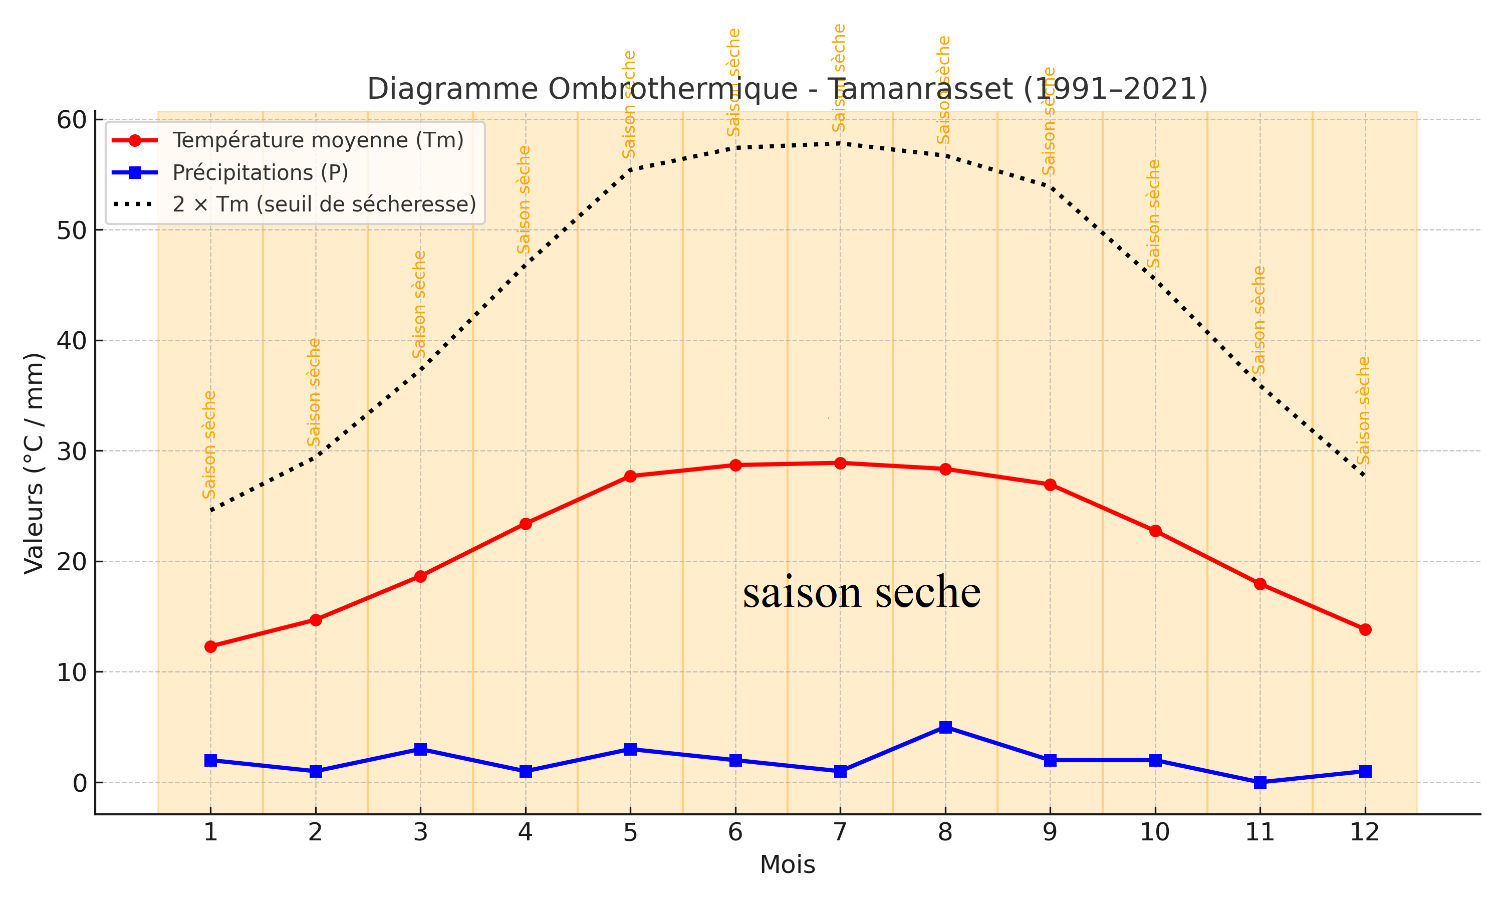 Diagramme Ombrothermique - Tamanrasset (1991–2021)
Température moyenne (Tm)
Précipitations (P)
2 × Tm (seuil de sécheresse)
Valeurs (°C / mm)
60
50
40
30
20
10
0
Saison sèche
Saison sèche
Saison sèche
Saison sèche
Saison sèche
Saison sèche
Saison sèche
Saison sèche
Saison sèche
Saison sèche
Saison sèche
Saison sèche
saison seche
1 2 3 4 5 6 7 8 9 10 11 12
Mois